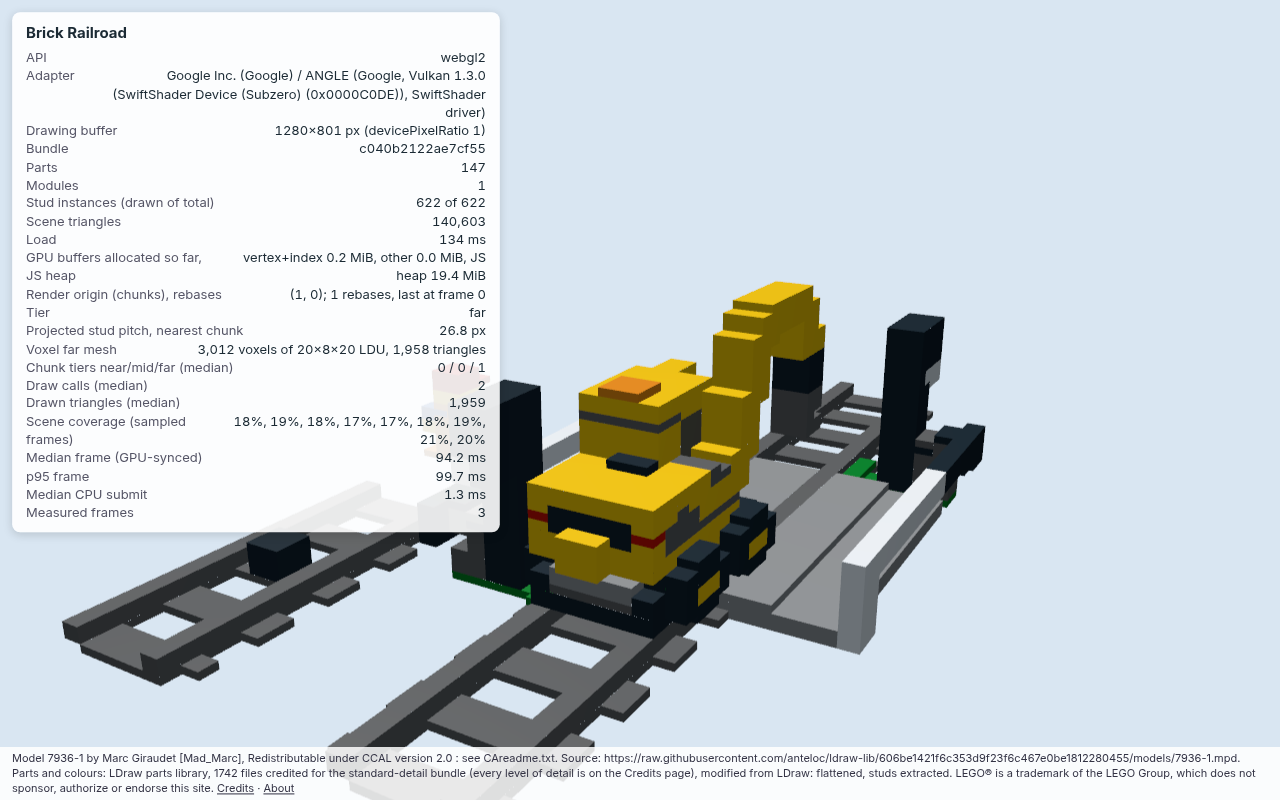 Brick Railroad
API webgl2
Adapter Google Inc. (Google) / ANGLE (Google, Vulkan 1.3.0
(SwiftShader Device (Subzero) (0x0000C0DE)), SwiftShader
driver)
Drawing buffer 1280×801 px (devicePixelRatio 1)
Bundle c040b2122ae7cf55
Parts 147
Modules 1
Stud instances (drawn of total) 622 of 622
Scene triangles 140,603
Load 134 ms
GPU buffers allocated so far, vertex+index 0.2 MiB, other 0.0 MiB, JS
JS heap heap 19.4 MiB
Render origin (chunks), rebases (1, 0); 1 rebases, last at frame 0
Tier far
Projected stud pitch, nearest chunk 26.8 px
Voxel far mesh 3,012 voxels of 20×8×20 LDU, 1,958 triangles
Chunk tiers near/mid/far (median) 0 / 0 / 1
Draw calls (median) 2
Drawn triangles (median) 1,959
Scene coverage (sampled 18%, 19%, 18%, 17%, 17%, 18%, 19%,
frames) 21%, 20%
Median frame (GPU-synced) 94.2 ms
p95 frame 99.7 ms
Median CPU submit 1.3 ms
Measured frames 3
Model 7936-1 by Marc Giraudet [Mad_Marc], Redistributable under CCAL version 2.0 : see CAreadme.txt. Source: https://raw.githubusercontent.com/anteloc/ldraw-lib/606be1421f6c353d9f23f6c467e0be1812280455/models/7936-1.mpd.
Parts and colours: LDraw parts library, 1742 files credited for the standard-detail bundle (every level of detail is on the Credits page), modified from LDraw: flattened, studs extracted. LEGO® is a trademark of the LEGO Group, which does not
sponsor, authorize or endorse this site. Credits · About